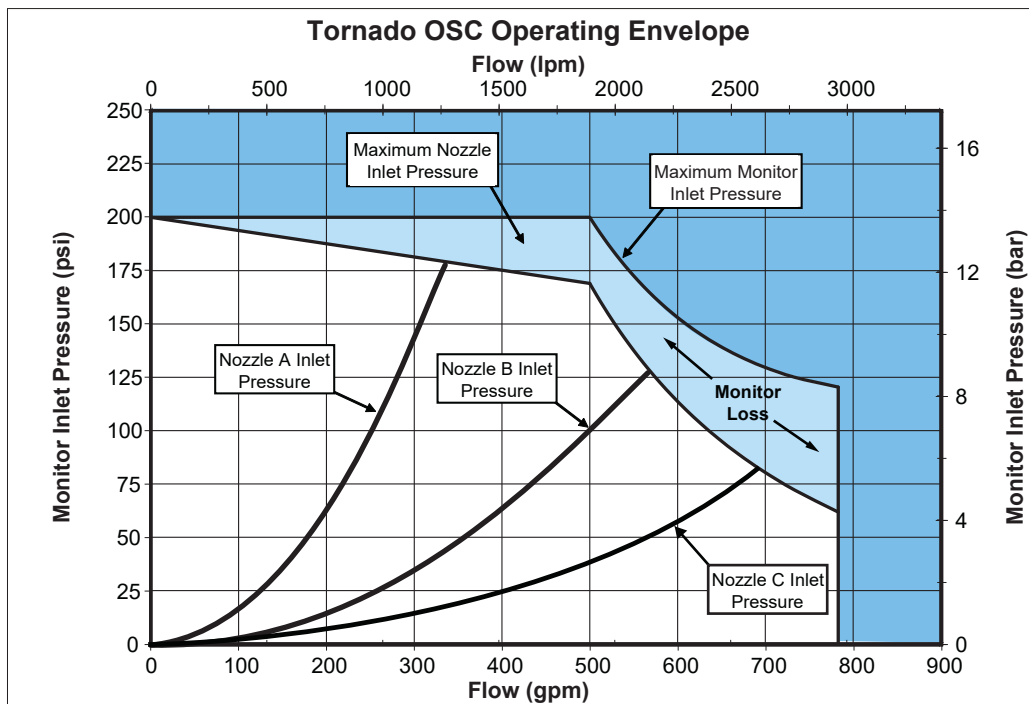 Tornado OSC Operating Envelope
Flow (lpm)
0 500 1000 1500 2000 2500 3000
250
225
200
175
150
125
100
75
50
25
0
Monitor Inlet Pressure (psi)
Maximum Nozzle
Inlet Pressure
Maximum Monitor
Inlet Pressure
Nozzle A Inlet
Pressure
Nozzle B Inlet
Pressure
Monitor
Loss
Nozzle C Inlet
Pressure
16
12
8
4
0
Monitor Inlet Pressure (bar)
0 100 200 300 400 500 600 700 800 900
Flow (gpm)